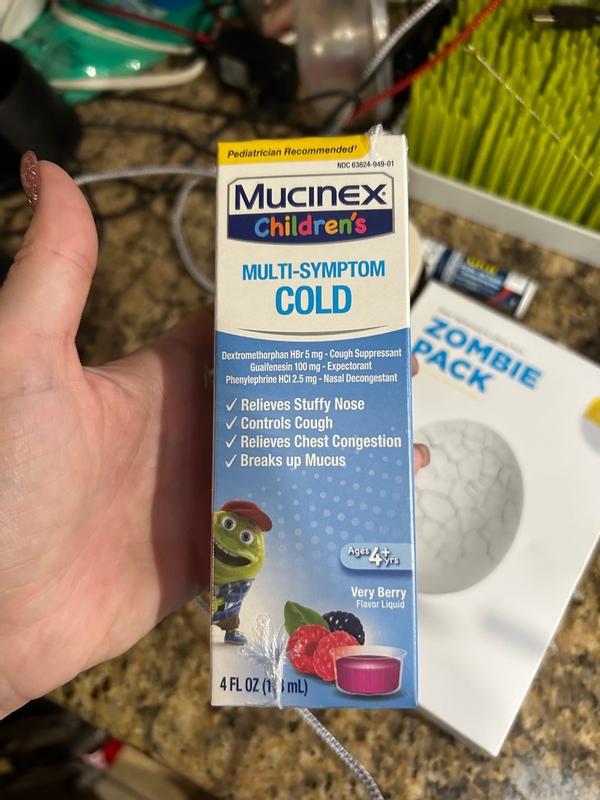 Pediatrician Recommended†
NDC 63824-949-01
Mucinex®
Children's
MULTI-SYMPTOM
COLD
Dextromethorphan HBr 5 mg - Cough Suppressant
Guaifenesin 100 mg - Expectorant
Phenylephrine HCl 2.5 mg - Nasal Decongestant
✓ Relieves Stuffy Nose
✓ Controls Cough
✓ Relieves Chest Congestion
✓ Breaks up Mucus
Ages 4+ yrs
Very Berry
Flavor Liquid
4 FL OZ mL)
ZOMBIE
PACK